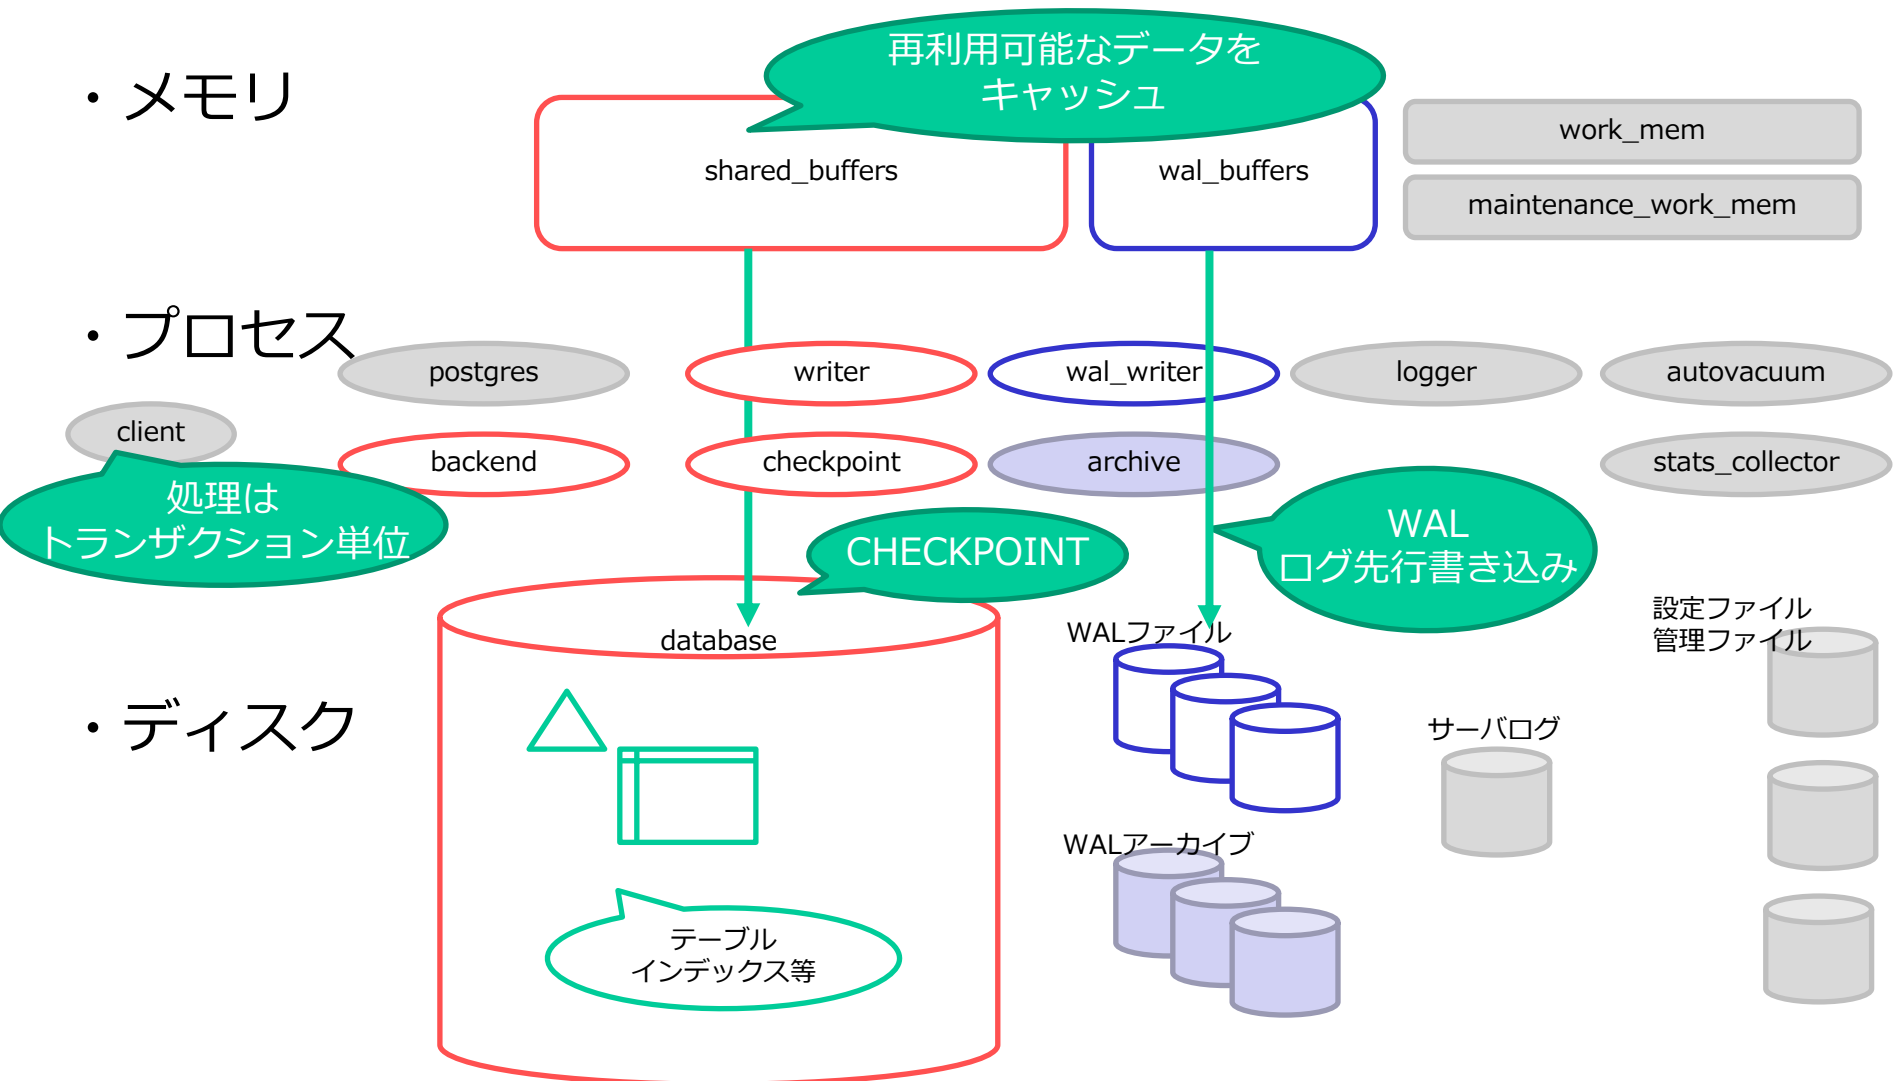 ・メモリ
再利用可能なデータを
キャッシュ
shared_buffers
wal_buffers
work_mem
maintenance_work_mem
・プロセス
postgres
writer
wal_writer
logger
autovacuum
client
backend
checkpoint
archive
stats_collector
処理は
トランザクション単位
CHECKPOINT
WAL
ログ先行書き込み
・ディスク
database
WALファイル
設定ファイル
管理ファイル
サーバログ
WALアーカイブ
テーブル
インデックス等